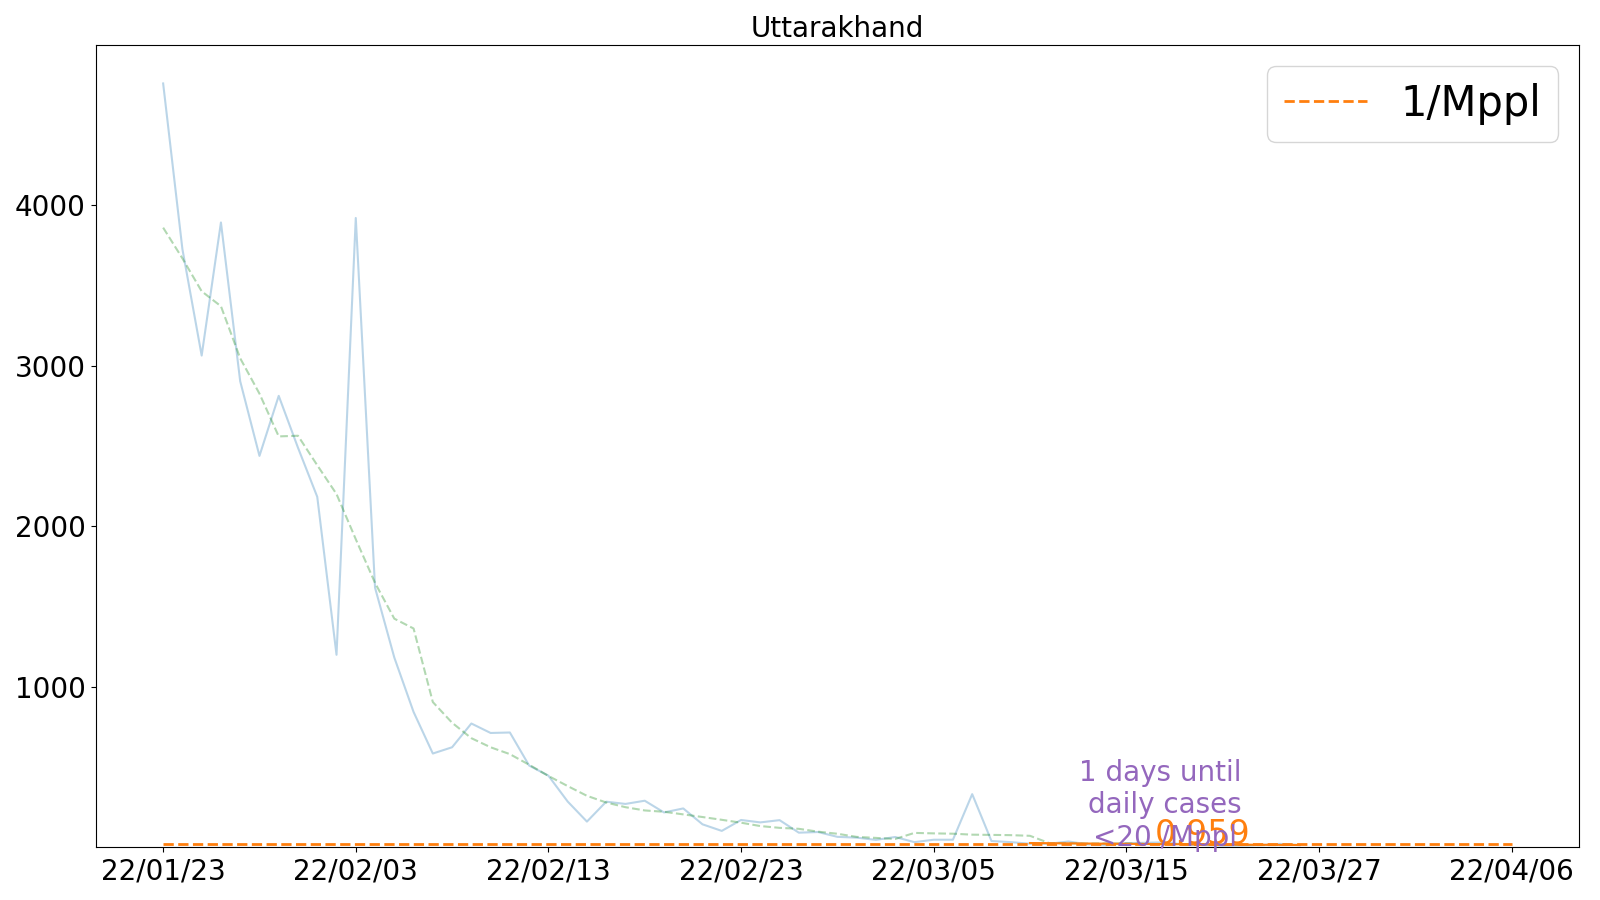 Uttarakhand
1/Mppl
4000
3000
2000
1000
1 days until
daily cases
<20 /Mppl
0.959
22/01/23
22/02/03
22/02/13
22/02/23
22/03/05
22/03/15
22/03/27
22/04/06